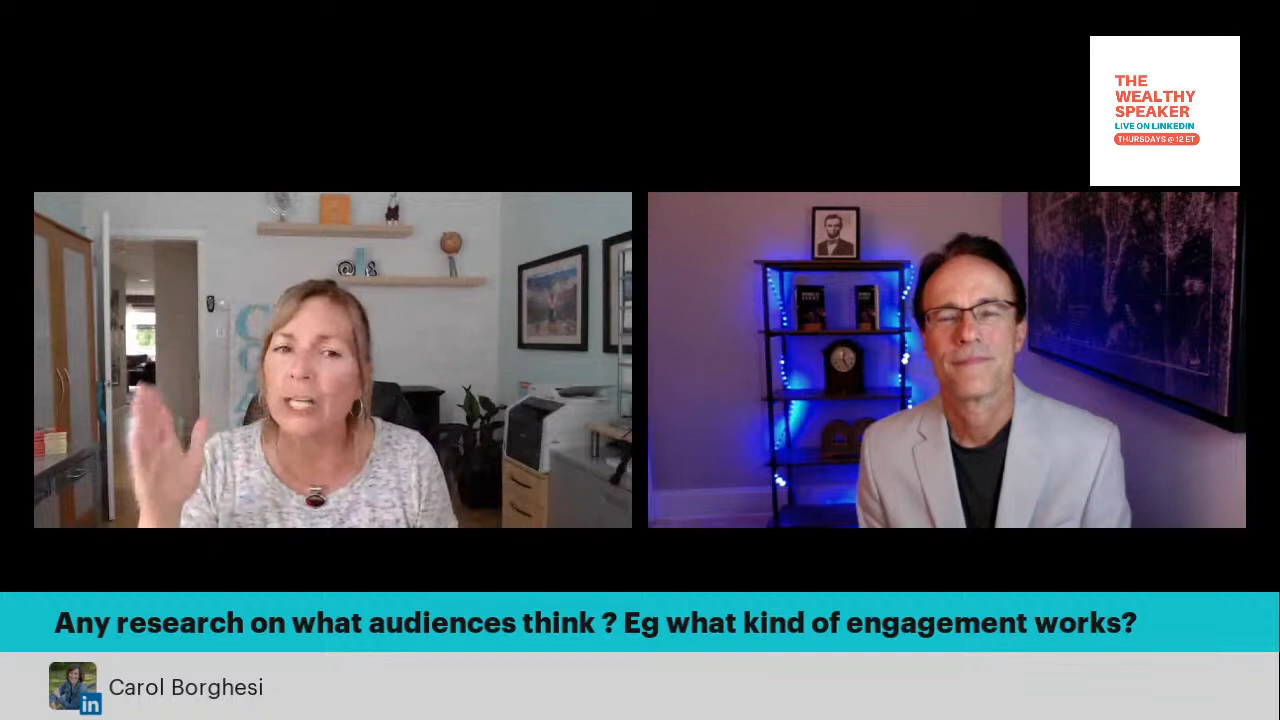 THE
WEALTHY
SPEAKER
LIVE ON LINKEDIN
THURSDAYS @ 12 ET
Any research on what audiences think ? Eg what kind of engagement works?
in
Carol Borghesi